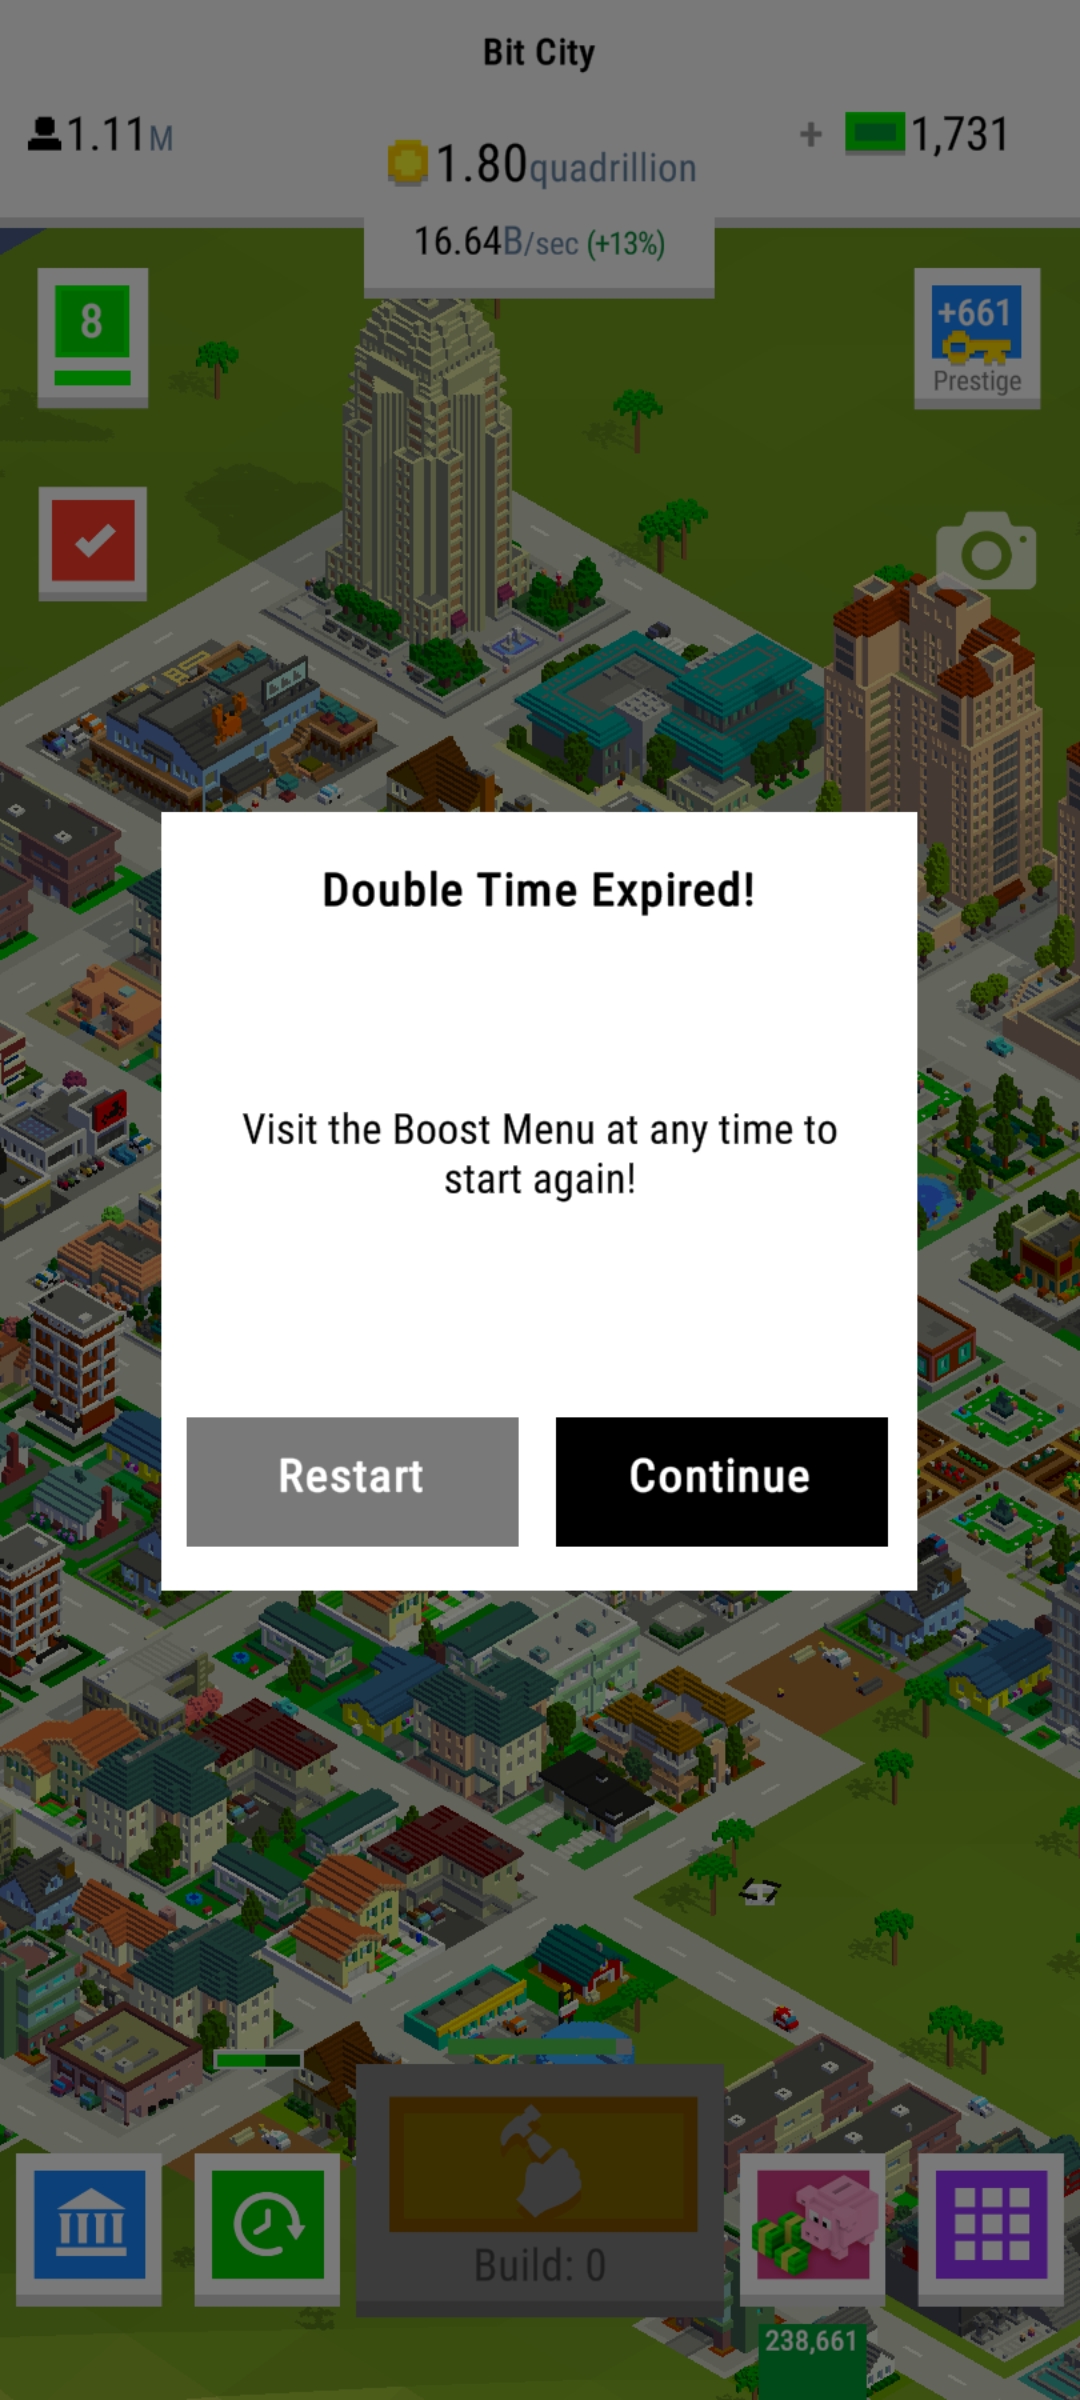 Bit City
1.11M
1.80quadrillion
+ 1,731
16.64B/sec (+13%)
8
+661
Prestige
Double Time Expired!
Visit the Boost Menu at any time to
start again!
Restart
Continue
Build: 0
238,661